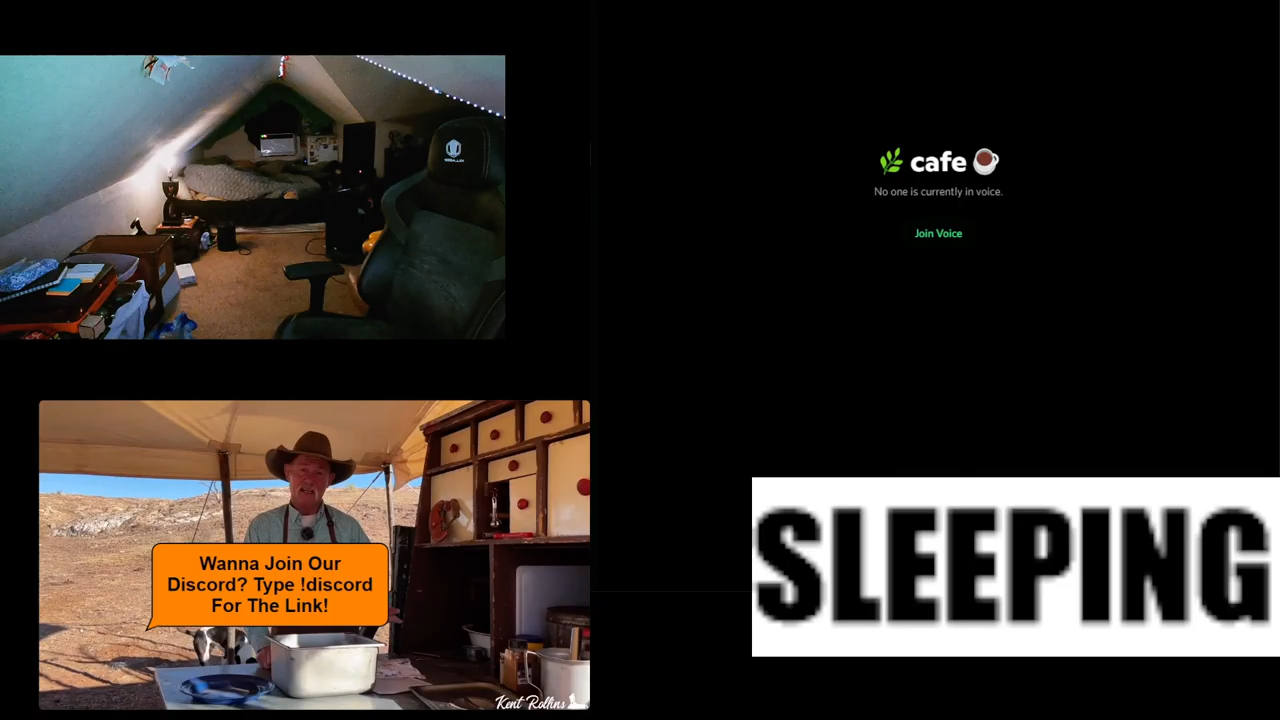 🌿 cafe ☕
No one is currently in voice.
Join Voice
Wanna Join Our
Discord? Type !discord
For The Link!
Kent Rollins
SLEEPING